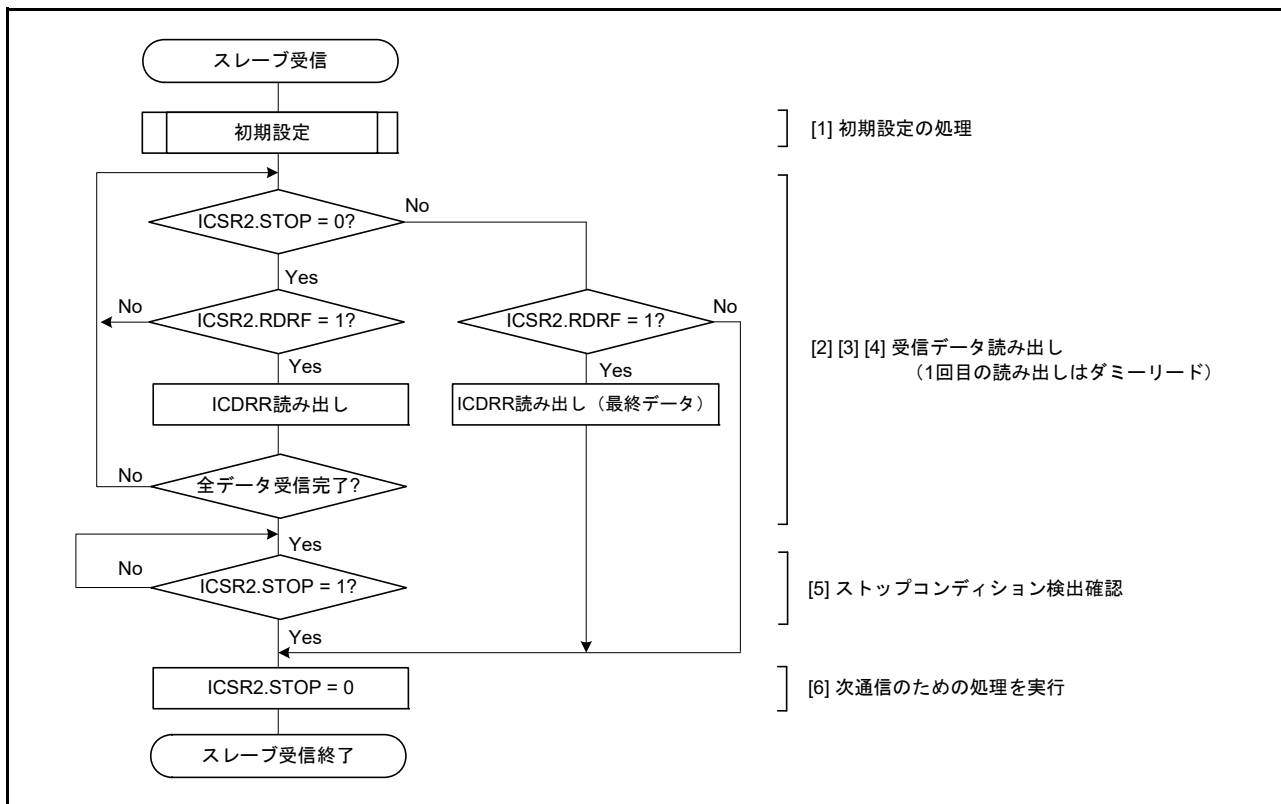 スレーブ受信
初期設定
[1] 初期設定の処理
ICSR2.STOP = 0?
No
Yes
No
ICSR2.RDRF = 1?
ICSR2.RDRF = 1?
No
Yes
Yes
[2] [3] [4] 受信データ読み出し
（1回目の読み出しはダミーリード）
ICDRR読み出し
ICDRR読み出し（最終データ）
No
全データ受信完了?
Yes
No
ICSR2.STOP = 1?
[5] ストップコンディション検出確認
Yes
ICSR2.STOP = 0
[6] 次通信のための処理を実行
スレーブ受信終了